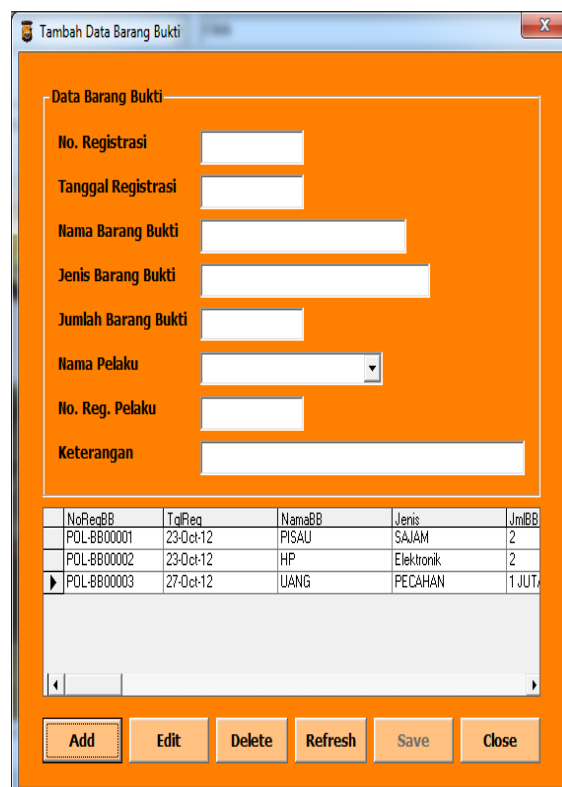 Tambah Data Barang Bukti
Data Barang Bukti
No. Registrasi
Tanggal Registrasi
Nama Barang Bukti
Jenis Barang Bukti
Jumlah Barang Bukti
Nama Pelaku
No. Reg. Pelaku
Keterangan
NoRegBB TglReg NamaBB Jenis JmlBB
POL-BB00001 23-Oct-12 PISAU SAJAM 2
POL-BB00002 23-Oct-12 HP Elektronik 2
POL-BB00003 27-Oct-12 UANG PECAHAN 1 JUT
Add Edit Delete Refresh Save Close